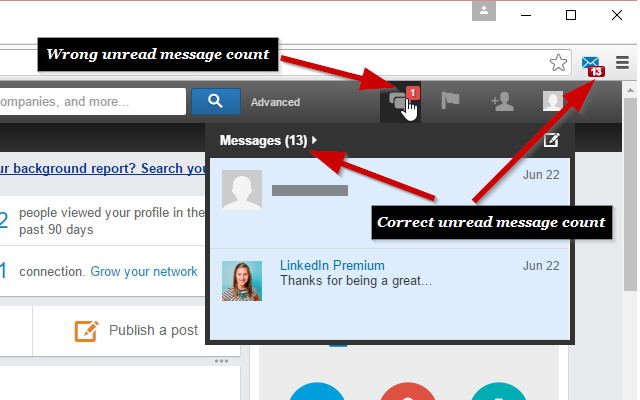 Wrong unread message count
13
ompanies, and more...
Advanced
1
Messages (13)
ur background report? Search you
Jun 22
2 people viewed your profile in the
past 90 days
Correct unread message count
1 connection. Grow your network
LinkedIn Premium
Jun 22
Thanks for being a great...
Publish a post